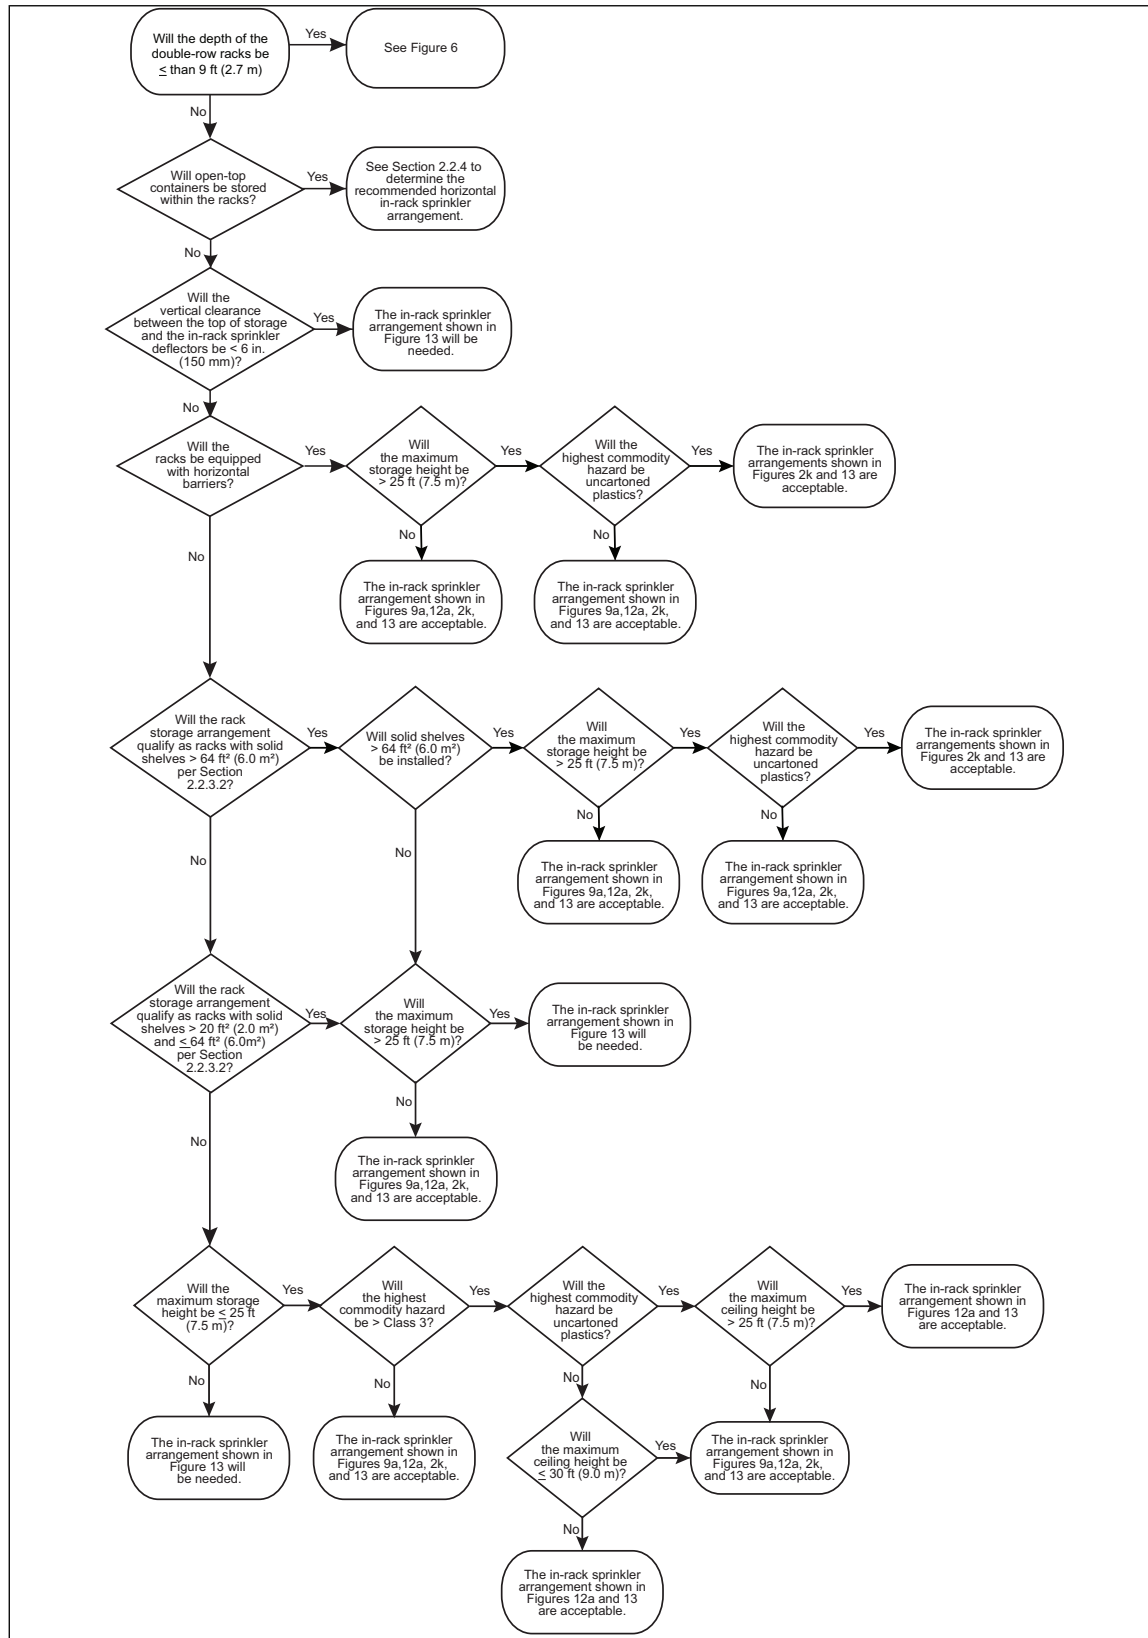 Will the depth of the
double-row racks be
≤ than 9 ft (2.7 m)
Yes
See Figure 6
No
Will open-top
containers be stored
within the racks?
Yes
See Section 2.2.4 to
determine the
recommended horizontal
in-rack sprinkler
arrangement.
No
Will the
vertical clearance
between the top of storage
and the in-rack sprinkler
deflectors be < 6 in.
(150 mm)?
Yes
The in-rack sprinkler
arrangement shown in
Figure 13 will be
needed.
No
Will the
racks be equipped
with horizontal
barriers?
Yes
Will
the maximum
storage height be
> 25 ft (7.5 m)?
Yes
Will the
highest commodity
hazard be
uncartoned
plastics?
Yes
The in-rack sprinkler
arrangements shown in
Figures 2k and 13 are
acceptable.
No
No
No
The in-rack sprinkler
arrangement shown in
Figures 9a,12a, 2k,
and 13 are acceptable.
The in-rack sprinkler
arrangement shown in
Figures 9a,12a, 2k,
and 13 are acceptable.
Will the rack
storage arrangement
qualify as racks with solid
shelves > 64 ft² (6.0 m²)
per Section
2.2.3.2?
Yes
Will solid shelves
> 64 ft² (6.0 m²)
be installed?
Yes
Will
the maximum
storage height be
> 25 ft (7.5 m)?
Yes
Will the
highest commodity
hazard be
uncartoned
plastics?
Yes
The in-rack sprinkler
arrangements shown in
Figures 2k and 13 are
acceptable.
No
No
No
No
The in-rack sprinkler
arrangement shown in
Figures 9a,12a, 2k,
and 13 are acceptable.
The in-rack sprinkler
arrangement shown in
Figures 9a,12a, 2k,
and 13 are acceptable.
Will the rack
storage arrangement
qualify as racks with solid
shelves > 20 ft² (2.0 m²)
and ≤ 64 ft² (6.0m²)
per Section
2.2.3.2?
Yes
Will
the maximum
storage height be
> 25 ft (7.5 m)?
Yes
The in-rack sprinkler
arrangement shown in
Figure 13 will
be needed.
No
No
The in-rack sprinkler
arrangement shown in
Figures 9a,12a, 2k,
and 13 are acceptable.
Will the
maximum storage
height be ≤ 25 ft
(7.5 m)?
Yes
Will
the highest
commodity hazard
be > Class 3?
Yes
Will the
highest commodity
hazard be
uncartoned
plastics?
Yes
Will
the maximum
ceiling height be
> 25 ft (7.5 m)?
Yes
The in-rack sprinkler
arrangement shown in
Figures 12a and 13
are acceptable.
No
No
No
No
The in-rack sprinkler
arrangement shown in
Figure 13 will
be needed.
The in-rack sprinkler
arrangement shown in
Figures 9a,12a, 2k,
and 13 are acceptable.
Will
the maximum
ceiling height be
≤ 30 ft (9.0 m)?
Yes
The in-rack sprinkler
arrangement shown in
Figures 9a,12a, 2k,
and 13 are acceptable.
No
The in-rack sprinkler
arrangement shown in
Figures 12a and 13
are acceptable.